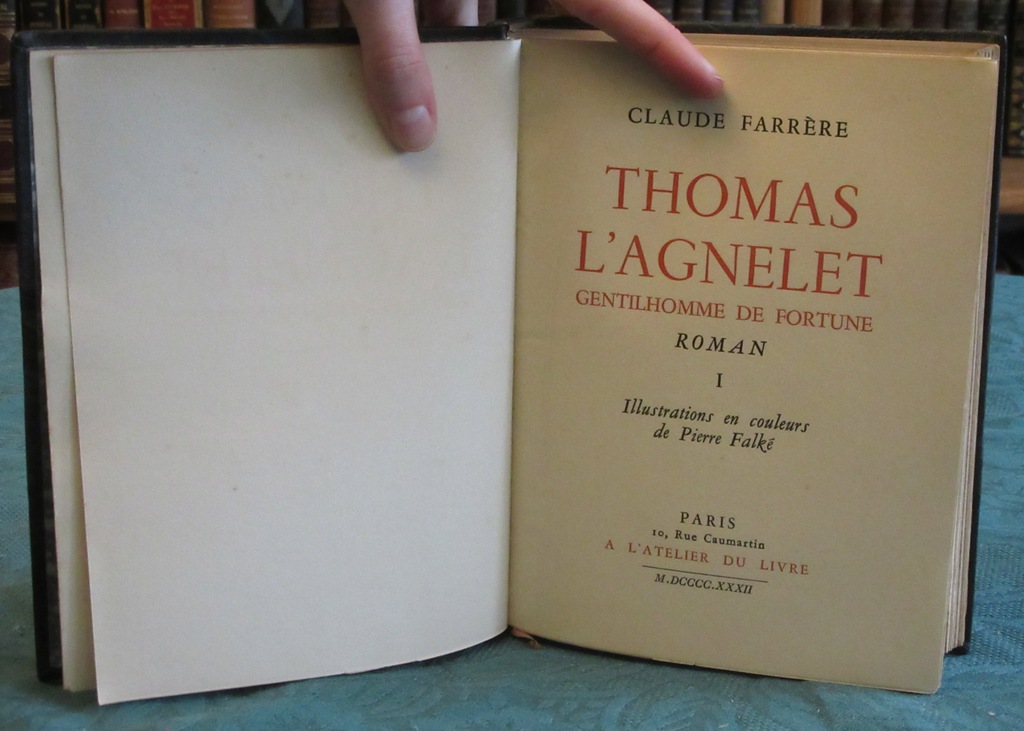 CLAUDE FARRÈRE
THOMAS
L'AGNELET
GENTILHOMME DE FORTUNE
ROMAN
I
Illustrations en couleurs
de Pierre Falké
PARIS
10, Rue Caumartin
A L'ATELIER DU LIVRE
M.DCCCC.XXXII